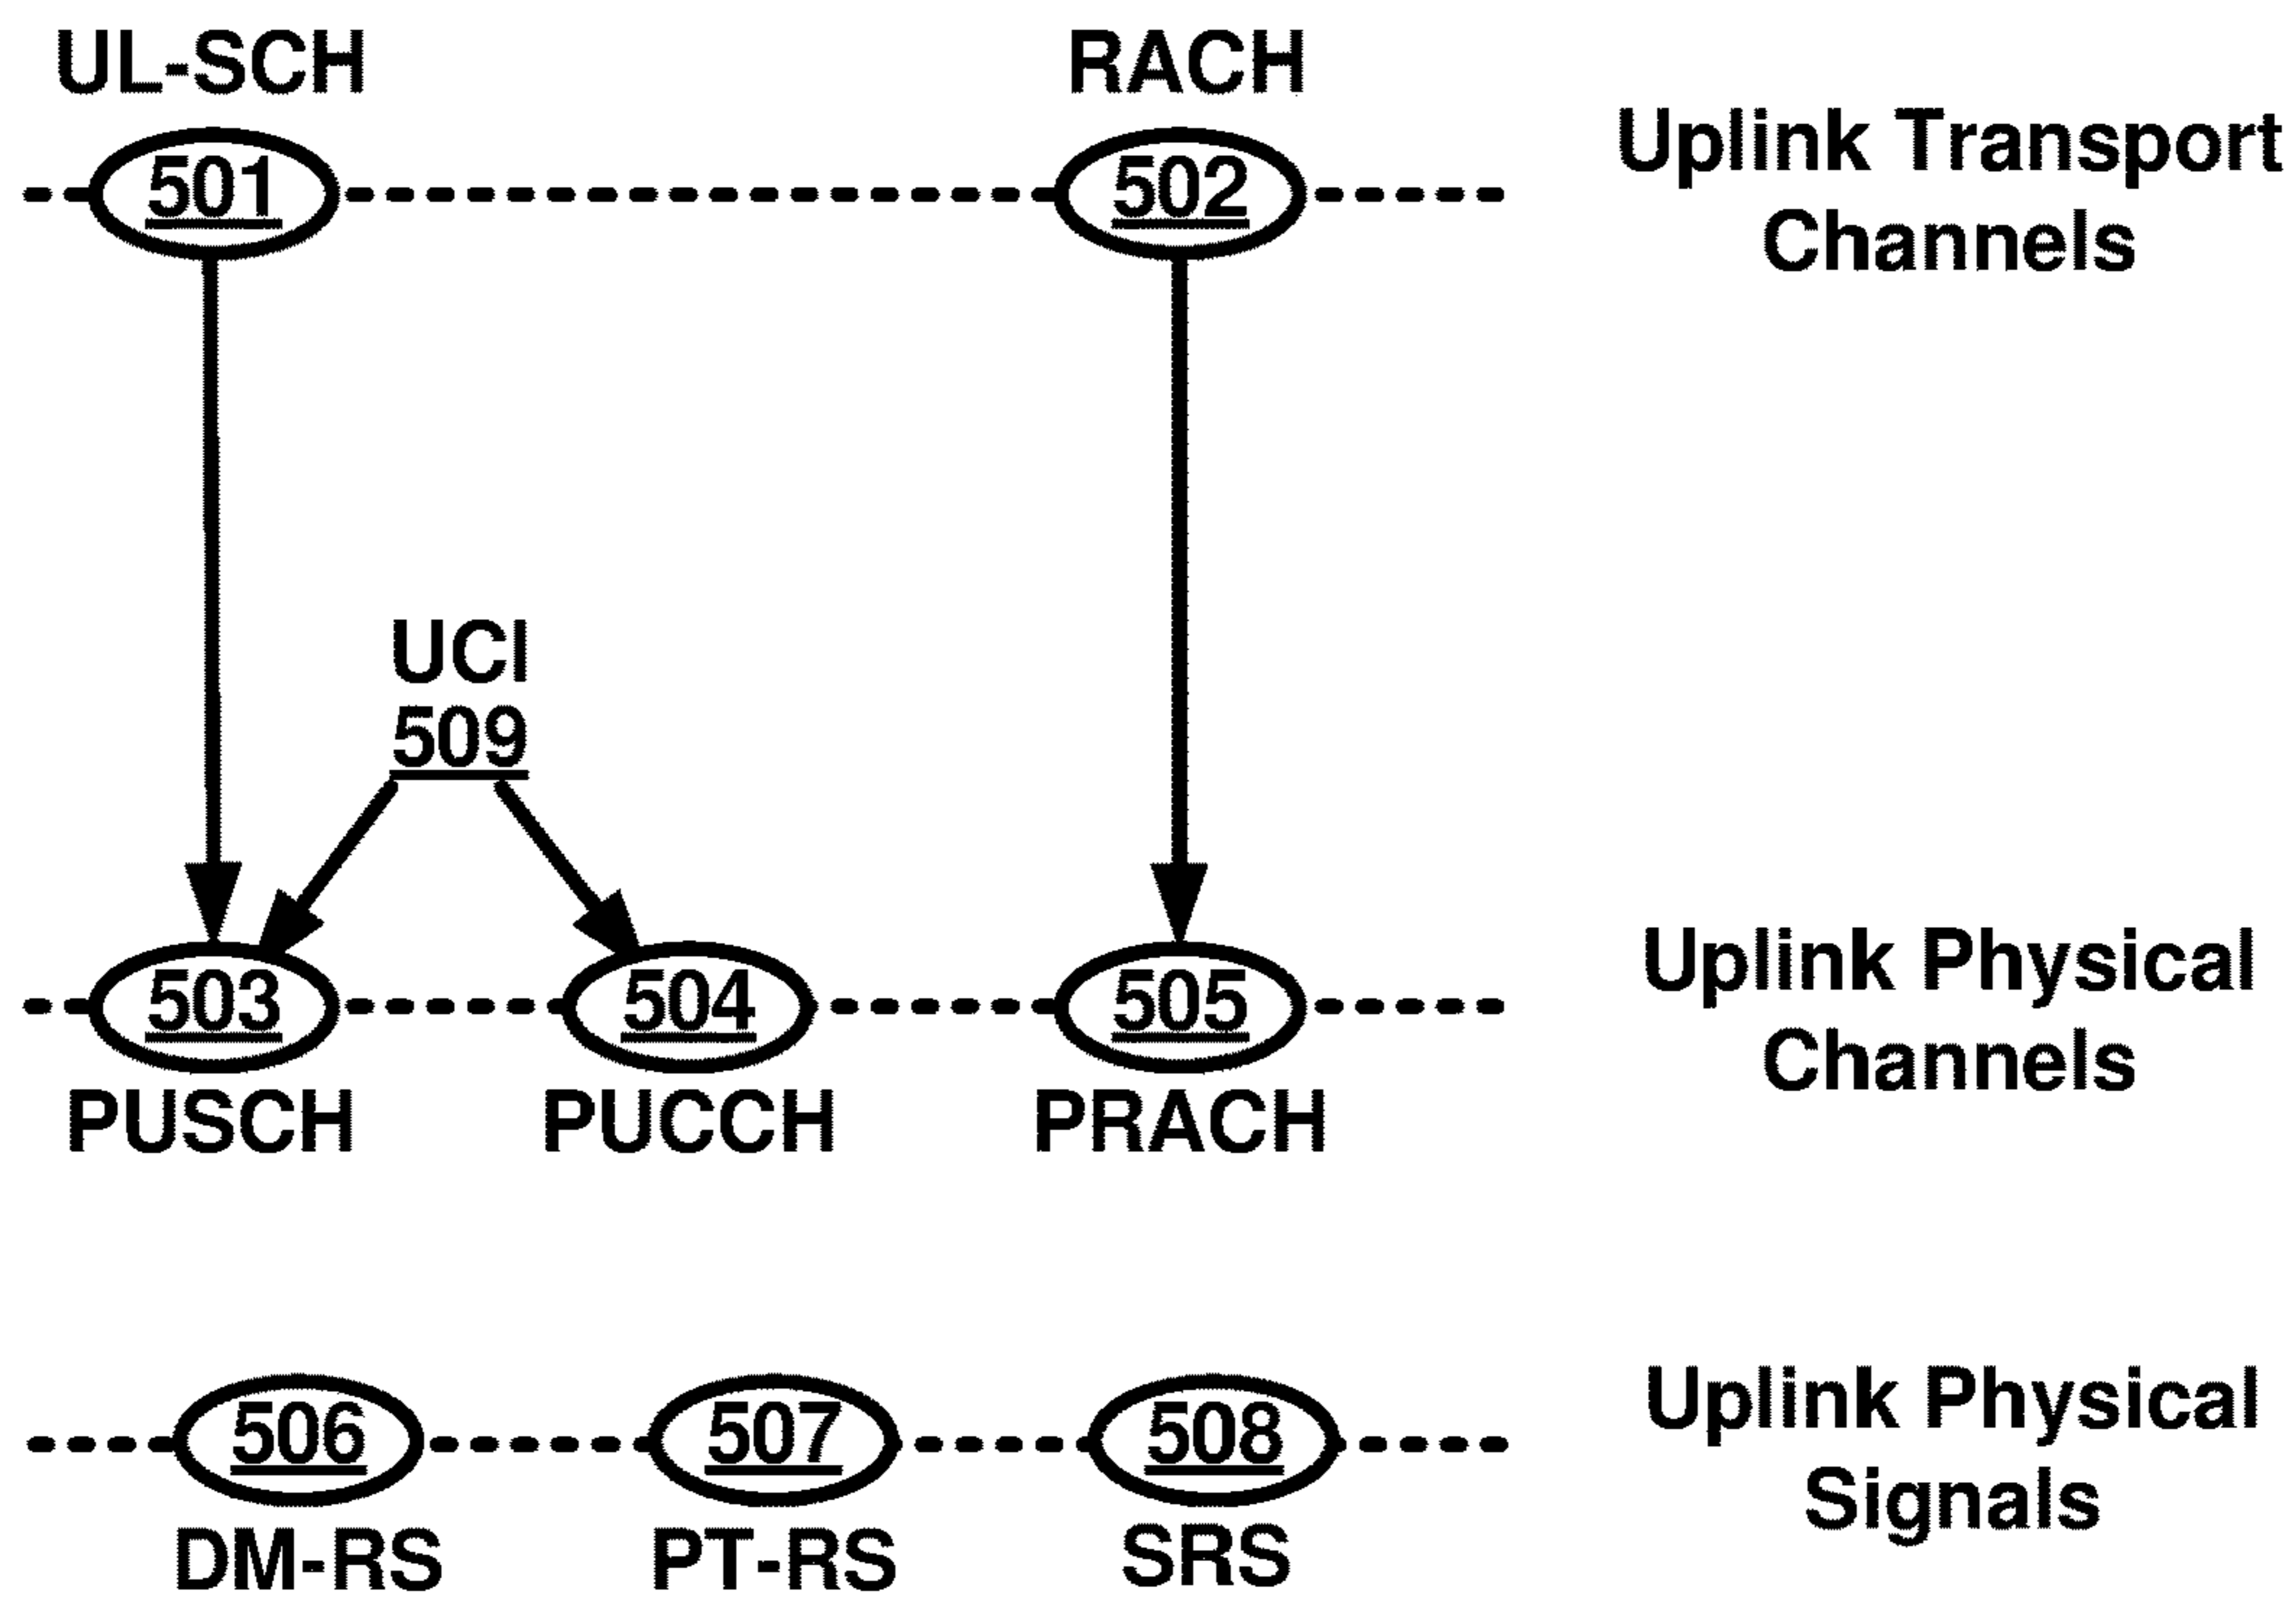 UL-SCH
RACH
501
502
Uplink Transport
Channels
UCI
509
503
504
505
Uplink Physical
Channels
PUSCH
PUCCH
PRACH
506
507
508
Uplink Physical
Signals
DM-RS
PT-RS
SRS